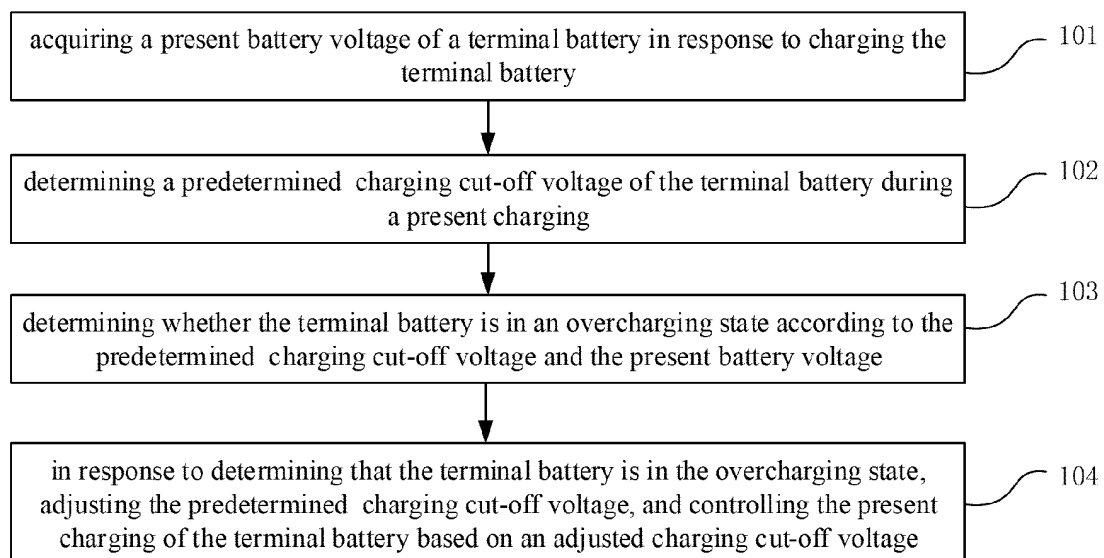 acquiring a present battery voltage of a terminal battery in response to charging the
terminal battery
101
determining a predetermined charging cut-off voltage of the terminal battery during
a present charging
102
determining whether the terminal battery is in an overcharging state according to the
predetermined charging cut-off voltage and the present battery voltage
103
in response to determining that the terminal battery is in the overcharging state,
adjusting the predetermined charging cut-off voltage, and controlling the present
charging of the terminal battery based on an adjusted charging cut-off voltage
104